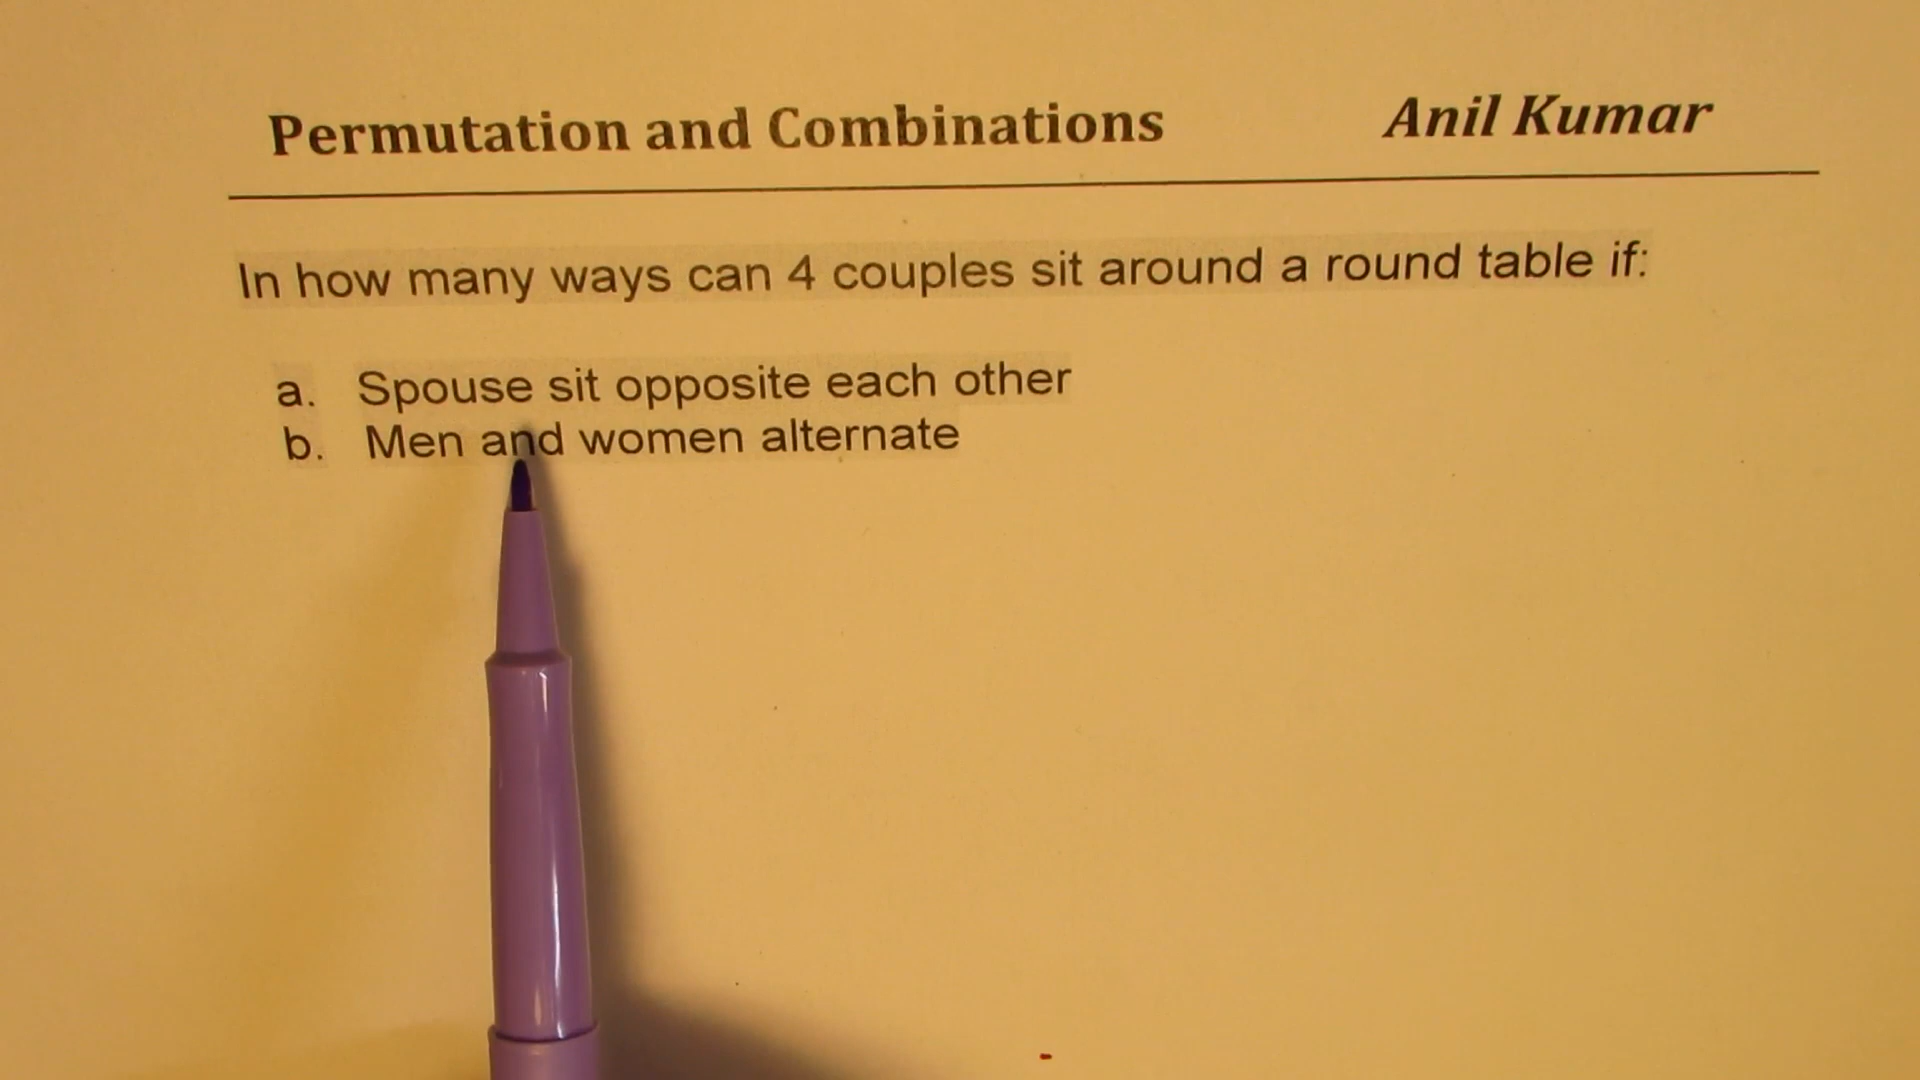 Permutation and Combinations Anil Kumar
In how many ways can 4 couples sit around a round table if:
a. Spouse sit opposite each other
b. Men and women alternate